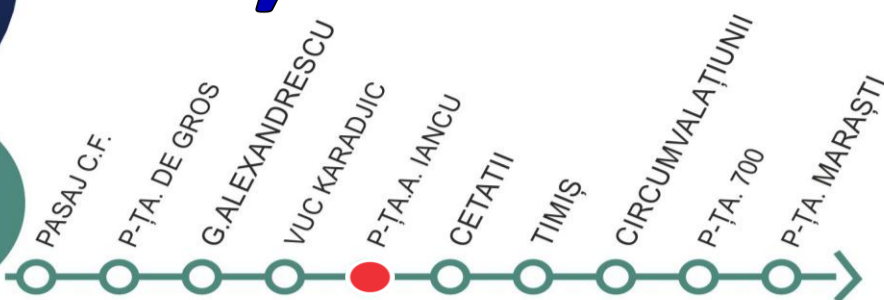 PASAJ C.F.
P-ȚA. DE GROS
G.ALEXANDRESCU
VUC KARADJIC
P-ȚA.A. IANCU
CETATII
TIMIȘ
CIRCUMVALAȚIUNII
P-ȚA. 700
P-ȚA. MARAȘTI